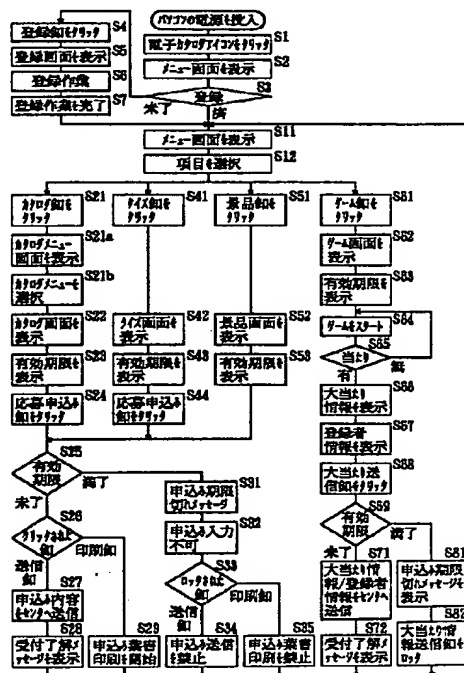 パソコンの電源を投入
S1
電子カタログアイコンをクリック
S2
メニュー画面を表示
S3
登録
未了
済
S4
登録釦をクリック
S5
登録画面を表示
S6
登録作業
S7
登録作業を完了
S11
メニュー画面を表示
S12
項目を選択
S21
カタログ釦を
クリック
S21a
カタログメニュー
画面を表示
S21b
カタログメニューを
選択
S22
カタログ画面を
表示
S23
有効期限を
表示
S24
応募申込み
釦をクリック
S41
クイズ釦を
クリック
S42
クイズ画面を
表示
S43
有効期限を
表示
S44
応募申込み
釦をクリック
S51
景品釦を
クリック
S52
景品画面を
表示
S53
有効期限を
表示
S61
ゲーム釦を
クリック
S62
ゲーム画面を
表示
S63
有効期限を
表示
S64
ゲームをスタート
S65
当たり
有
無
S66
大当たり
情報を表示
S67
登録者
情報を表示
S68
大当たり送
信釦をクリック
S69
有効
期限
未了
満了
S25
有効
期限
未了
満了
S26
クリックされた
釦
送信
釦
印刷釦
S27
申込み内容
をセンタへ送信
S28
受付了解メ
ッセージを表示
S29
申込み葉書
印刷を開始
S31
申込み期限
切れメッセージ
S32
申込み入力
不可
S33
ロックされた
釦
送信
釦
印刷釦
S34
申込み送信
を禁止
S35
申込み葉書
印刷を禁止
S71
大当たり情
報/登録者
情報をセンタへ
送信
S72
受付了解メ
ッセージを表示
S81
申込み期限
切れメッセージを
表示
S82
大当たり情
報送信釦を
ロック